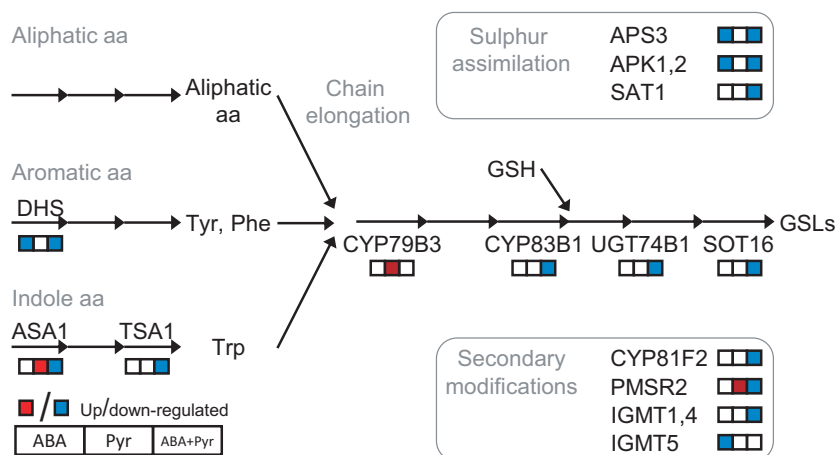 Aliphatic aa
Aliphatic
aa
Chain
elongation
Sulphur
assimilation
APS3
APK1,2
SAT1
Aromatic aa
DHS
Tyr, Phe
GSH
GSLs
CYP79B3
CYP83B1
UGT74B1
SOT16
Indole aa
ASA1
TSA1
Trp
Secondary
modifications
CYP81F2
PMSR2
IGMT1,4
IGMT5
/ Up/down-regulated
ABA
Pyr
ABA+Pyr